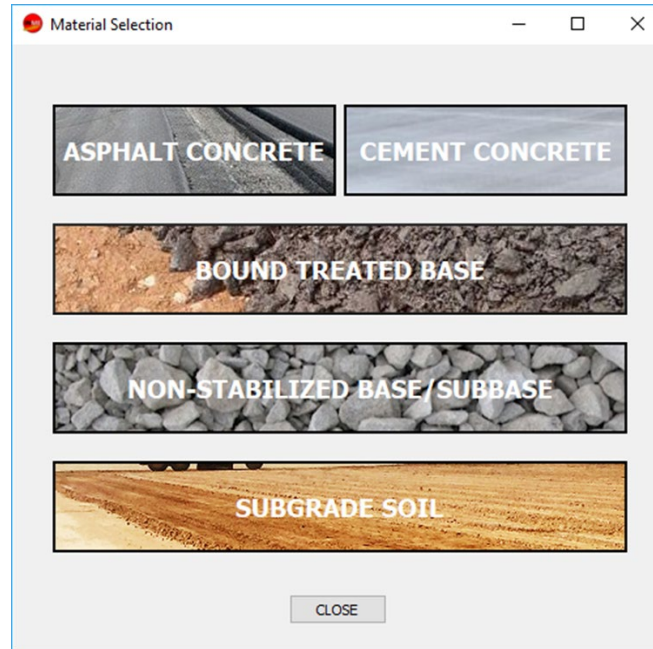 Material Selection
ASPHALT CONCRETE
CEMENT CONCRETE
BOUND TREATED BASE
NON-STABILIZED BASE/SUBBASE
SUBGRADE SOIL
CLOSE